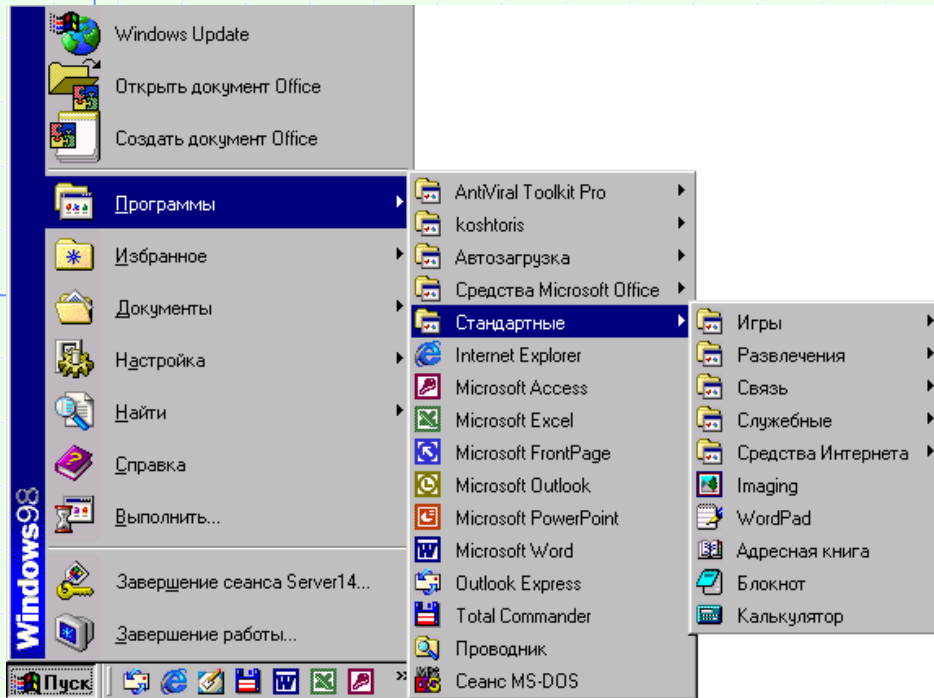 Windows Update
Открыть документ Office
Создать документ Office
Программы
Избранное
Документы
Настройка
Найти
Справка
Выполнить...
Завершение сеанса Server14...
Завершение работы...
Windows98
Пуск
»
AntiViral Toolkit Pro
koshtoris
Автозагрузка
Средства Microsoft Office
Стандартные
Internet Explorer
Microsoft Access
Microsoft Excel
Microsoft FrontPage
Microsoft Outlook
Microsoft PowerPoint
Microsoft Word
Outlook Express
Total Commander
Проводник
Сеанс MS-DOS
Игры
Развлечения
Связь
Служебные
Средства Интернета
Imaging
WordPad
Адресная книга
Блокнот
Калькулятор